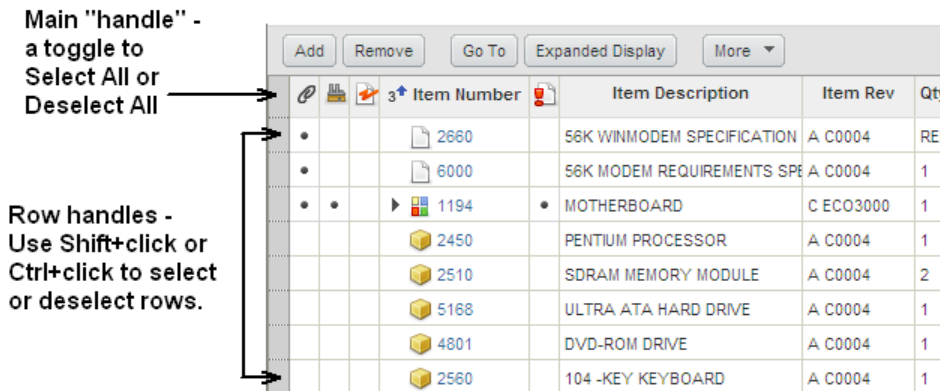 Main "handle" -
a toggle to
Select All or
Deselect All
Add Remove Go To Expanded Display More
3 Item Number Item Description Item Rev Qty
2660 56K WINMODEM SPECIFICATION A C0004 RE
6000 56K MODEM REQUIREMENTS SPE A C0004 1
1194 MOTHERBOARD C ECO3000 1
2450 PENTIUM PROCESSOR A C0004 1
2510 SDRAM MEMORY MODULE A C0004 2
5168 ULTRA ATA HARD DRIVE A C0004 1
4801 DVD-ROM DRIVE A C0004 1
2560 104 -KEY KEYBOARD A C0004 1
Row handles -
Use Shift+click or
Ctrl+click to select
or deselect rows.